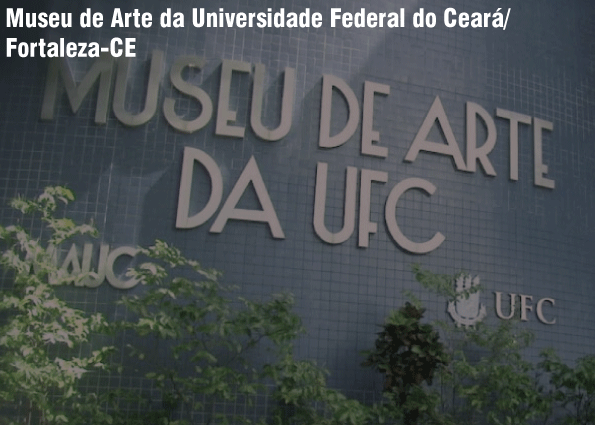 Museu de Arte da Universidade Federal do Ceará/
Fortaleza-CE
MUSEU DE ARTE
DA UFC
MAUC
UFC